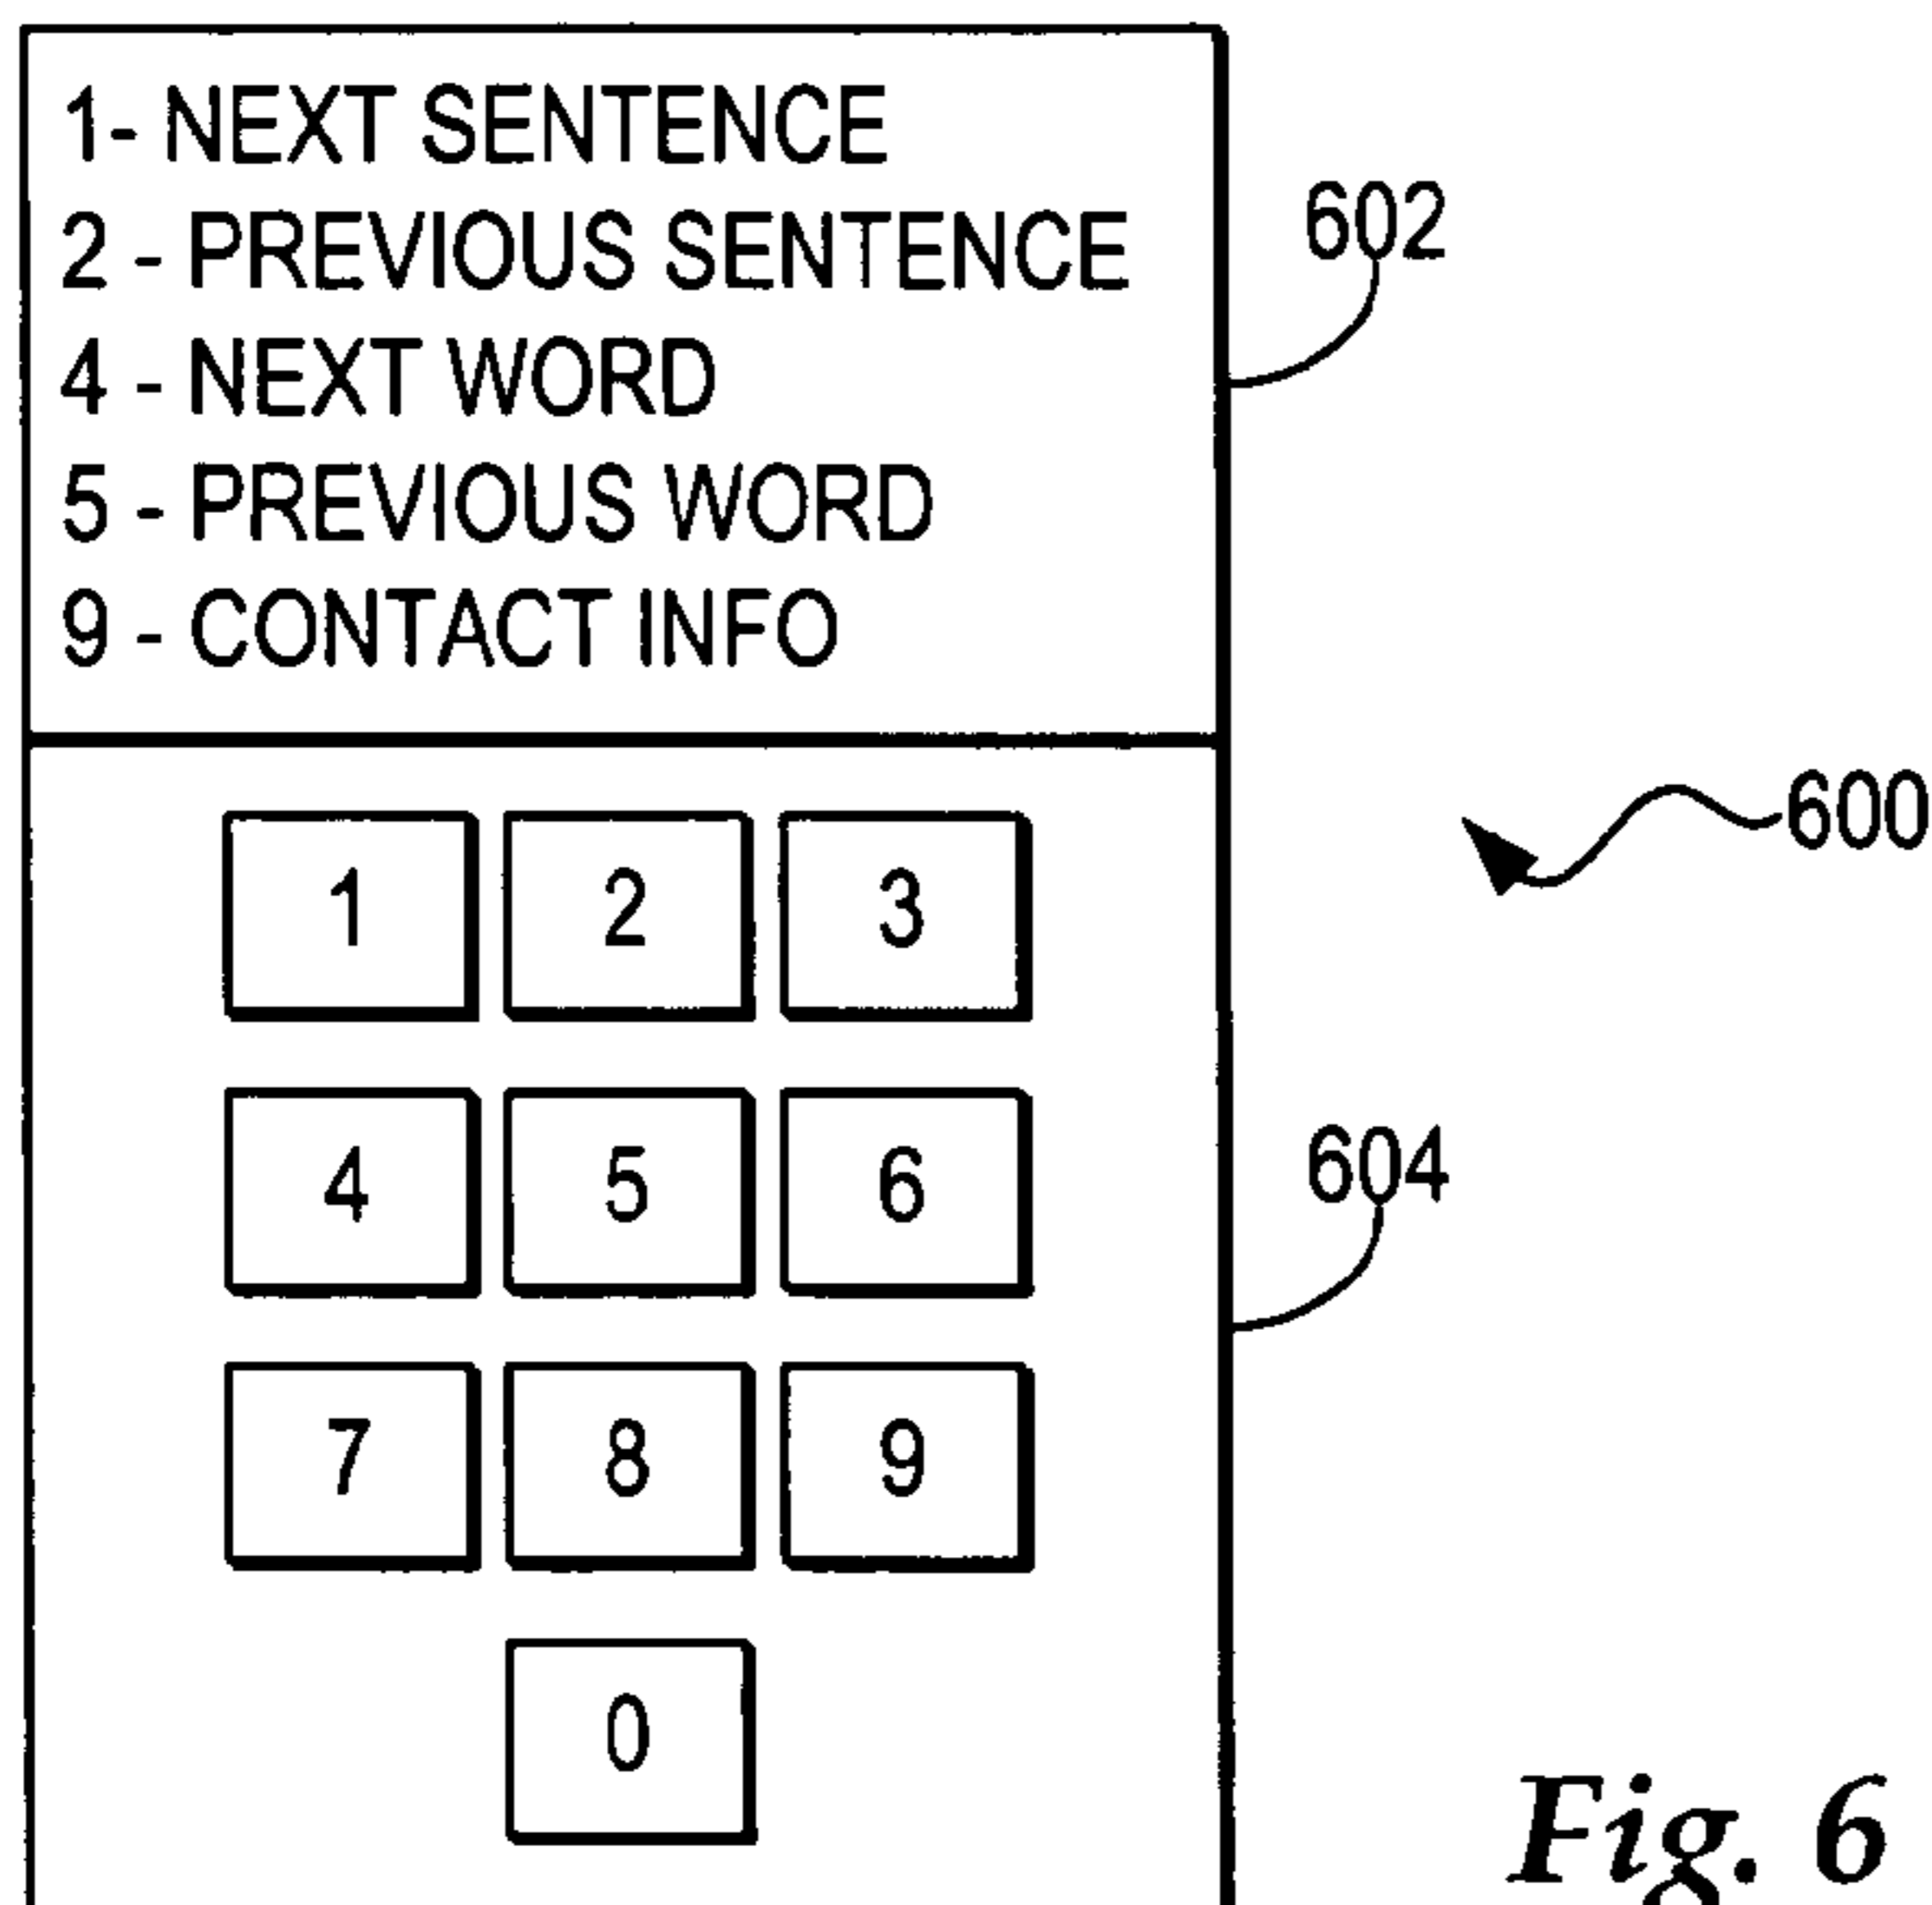 1- NEXT SENTENCE
2 - PREVIOUS SENTENCE
4 - NEXT WORD
5 - PREVIOUS WORD
9 - CONTACT INFO
602
600
1 2 3
4 5 6
604
7 8 9
0
Fig. 6